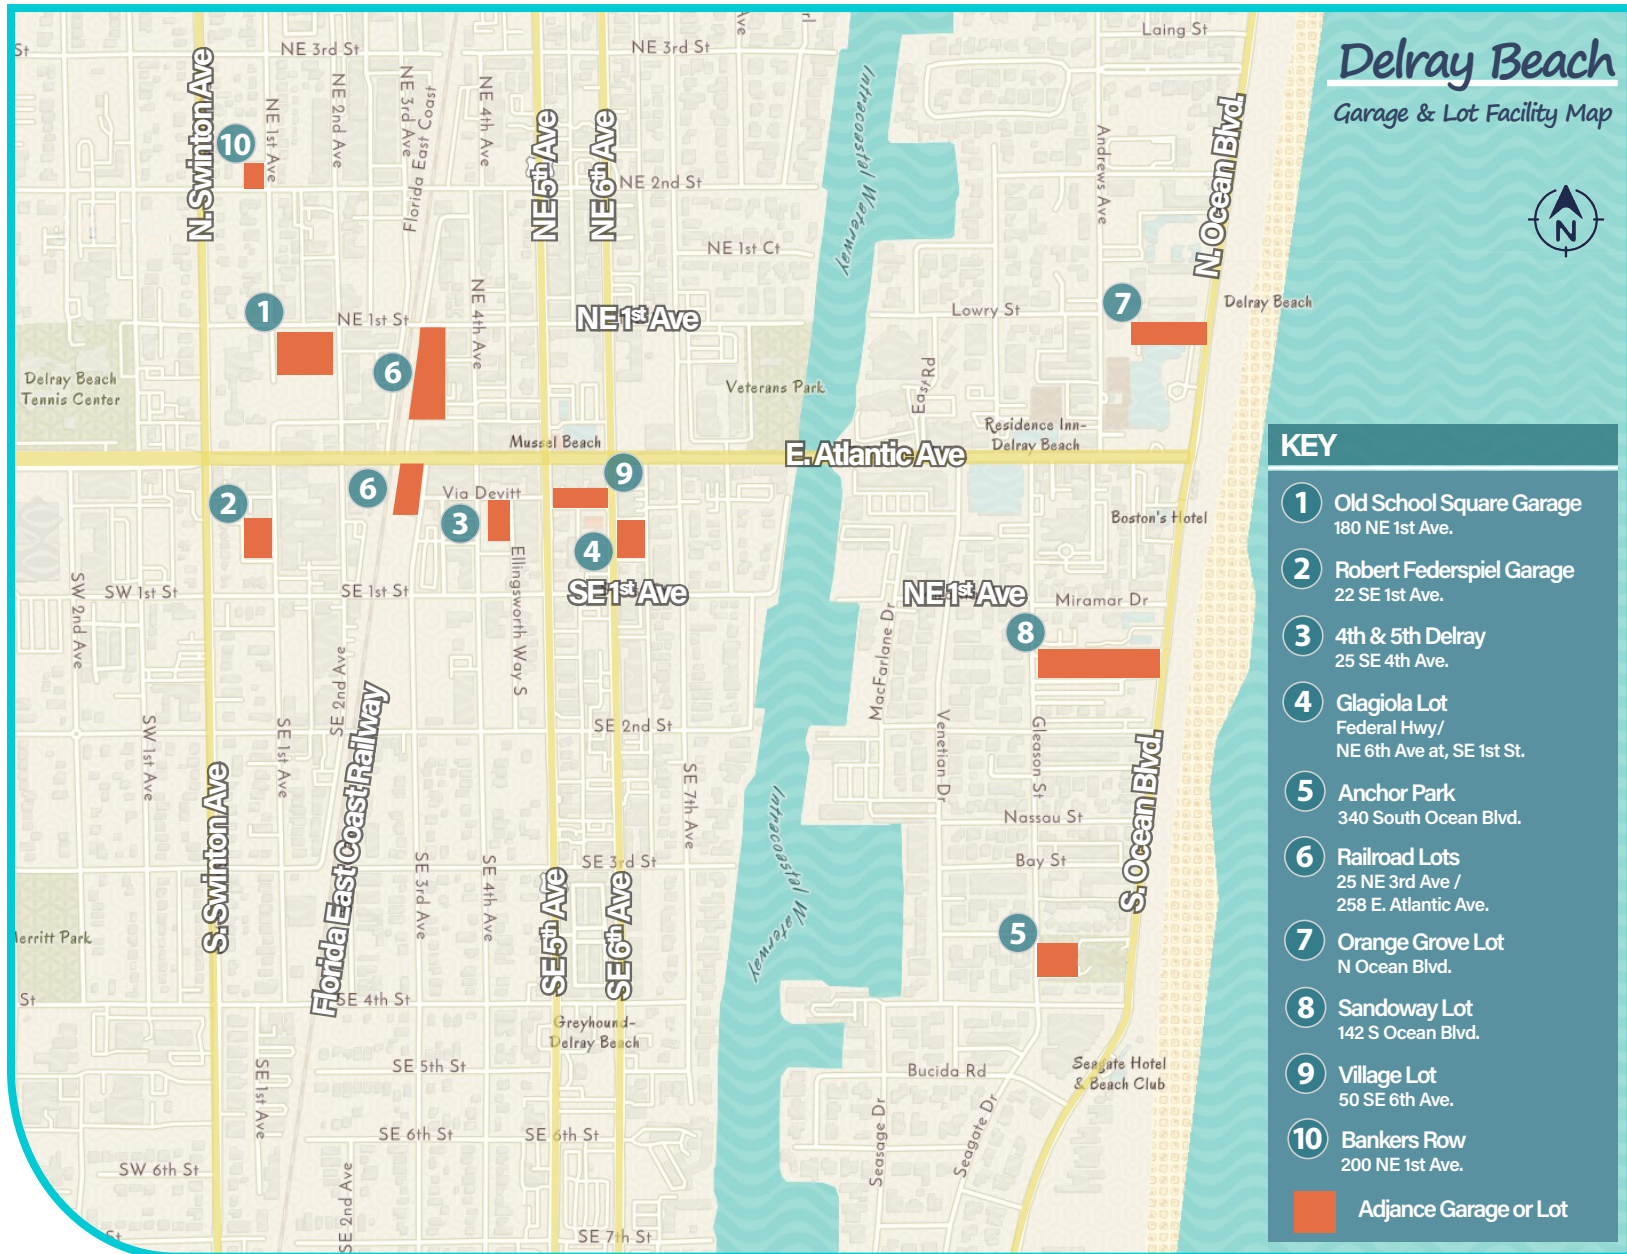 Delray Beach
Garage & Lot Facility Map
N
KEY
1 Old School Square Garage
180 NE 1st Ave.
2 Robert Federspiel Garage
22 SE 1st Ave.
3 4th & 5th Delray
25 SE 4th Ave.
4 Glagiola Lot
Federal Hwy/
NE 6th Ave at, SE 1st St.
5 Anchor Park
340 South Ocean Blvd.
6 Railroad Lots
25 NE 3rd Ave /
258 E. Atlantic Ave.
7 Orange Grove Lot
N Ocean Blvd.
8 Sandoway Lot
142 S Ocean Blvd.
9 Village Lot
50 SE 6th Ave.
10 Bankers Row
200 NE 1st Ave.
Adjance Garage or Lot
St
NE 3rd St
NE 3rd St
Laing St
N. Swinton Ave
10
NE 1st Ave
NE 2nd Ave
NE 3rd Ave
Florida East Coast
NE 4th Ave
NE 5th Ave
NE 6th Ave
Ave
NE 2nd St
NE 1st Ct
Intracoastal Waterway
Andrews Ave
N. Ocean Blvd.
1
NE 1st St
NE 4th Ave
NE 1st Ave
Lowry St
7
Delray Beach
6
Delray Beach
Tennis Center
Veterans Park
East Rd
Mussel Beach
Residence Inn-
Delray Beach
E. Atlantic Ave
9
6
Via Devitt
2
3
4
Boston's Hotel
SW 2nd Ave
SW 1st St
SE 1st St
Ellingsworth Way S
SE 1st Ave
NE 1st Ave
Miramar Dr
8
MacFarlane Dr
SE 2nd Ave
SW 1st Ave
SE 1st Ave
Florida East Coast Railway
SE 2nd St
SE 7th Ave
Venetian Dr
Gleason St
S. Ocean Blvd.
S. Swinton Ave
Intracoastal Waterway
Nassau St
SE 3rd Ave
SE 4th Ave
SE 3rd St
Bay St
SE 5th Ave
SE 6th Ave
Merritt Park
5
St
SE 4th St
Greyhound-
Delray Beach
SE 1st Ave
SE 5th St
Bucida Rd
Seagate Hotel
& Beach Club
Seasage Dr
Seagate Dr
SE 6th St
SE 6th St
SW 6th St
SE 2nd Ave
St
SE 7th St